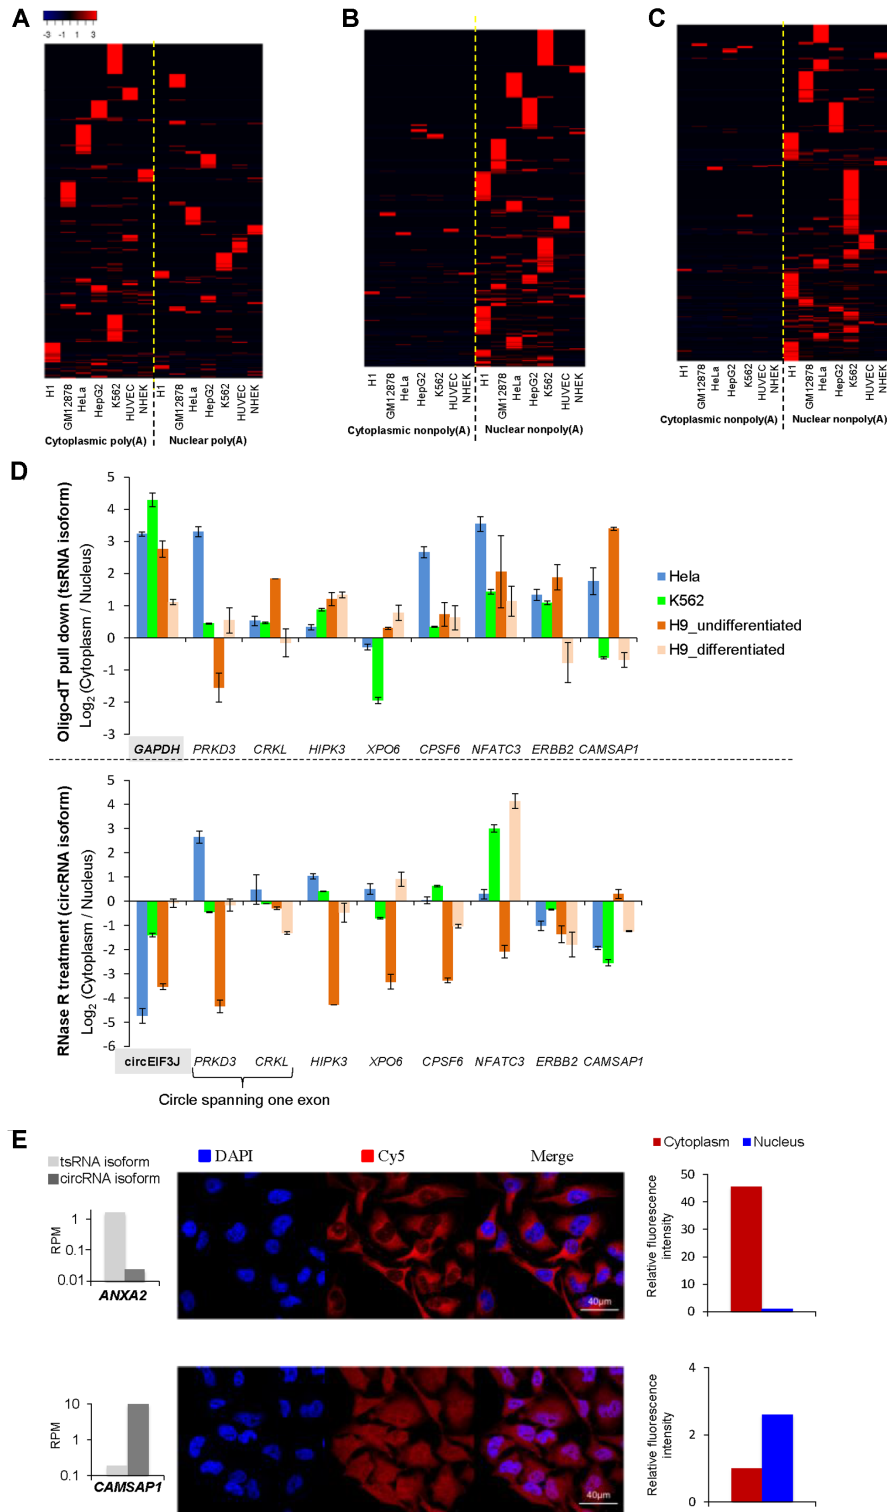 A
B
C
-3 -1 1 3
H1
GM12878
HeLa
HepG2
K562
HUVEC
NHEK
H1
GM12878
HeLa
HepG2
K562
HUVEC
NHEK
Cytoplasmic poly(A)
Nuclear poly(A)
H1
GM12878
HeLa
HepG2
K562
HUVEC
NHEK
H1
GM12878
HeLa
HepG2
K562
HUVEC
NHEK
Cytoplasmic nonpoly(A)
Nuclear nonpoly(A)
H1
GM12878
HeLa
HepG2
K562
HUVEC
NHEK
H1
GM12878
HeLa
HepG2
K562
HUVEC
NHEK
Cytoplasmic nonpoly(A)
Nuclear nonpoly(A)
D
Oligo-dT pull down (tsRNA isoform)
Log2 (Cytoplasm / Nucleus)
5
4
3
2
1
0
-1
-2
-3
Hela
K562
H9_undifferentiated
H9_differentiated
GAPDH PRKD3 CRKL HIPK3 XPO6 CPSF6 NFATC3 ERBB2 CAMSAP1
RNase R treatment (circRNA isoform)
Log2 (Cytoplasm / Nucleus)
5
4
3
2
1
0
-1
-2
-3
-4
-5
-6
circEIF3J PRKD3 CRKL HIPK3 XPO6 CPSF6 NFATC3 ERBB2 CAMSAP1
Circle spanning one exon
E
tsRNA isoform
circRNA isoform
DAPI
Cy5
Merge
Cytoplasm
Nucleus
RPM
1
0.1
0.01
ANXA2
40μm
Relative fluorescence
intensity
50
40
30
20
10
0
RPM
10
1
0.1
CAMSAP1
40μm
Relative fluorescence
intensity
4
2
0